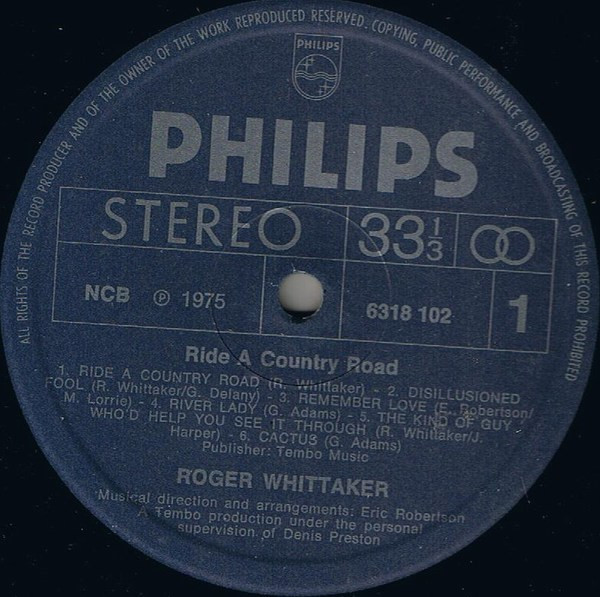 ALL RIGHTS OF THE RECORD PRODUCER AND OF THE OWNER OF THE WORK REPRODUCED RESERVED. COPYING, PUBLIC PERFORMANCE AND BROADCASTING OF THIS RECORD PROHIBITED
PHILIPS
PHILIPS
STEREO 33 1/3
NCB ℗ 1975 6318 102 1
Ride A Country Road
1. RIDE A COUNTRY ROAD (R. Whittaker) - 2. DISILLUSIONED
FOOL (R. Whittaker/G. Delany) - 3. REMEMBER LOVE (E. Robertson/
M. Lorrie) - 4. RIVER LADY (G. Adams) - 5. THE KIND OF GUY
WHO'D HELP YOU SEE IT THROUGH (R. Whittaker/J.
Harper) - 6. CACTUS (G. Adams)
Publisher: Tembo Music
ROGER WHITTAKER
Musical direction and arrangements: Eric Robertson
A Tembo production under the personal
supervision of Denis Preston